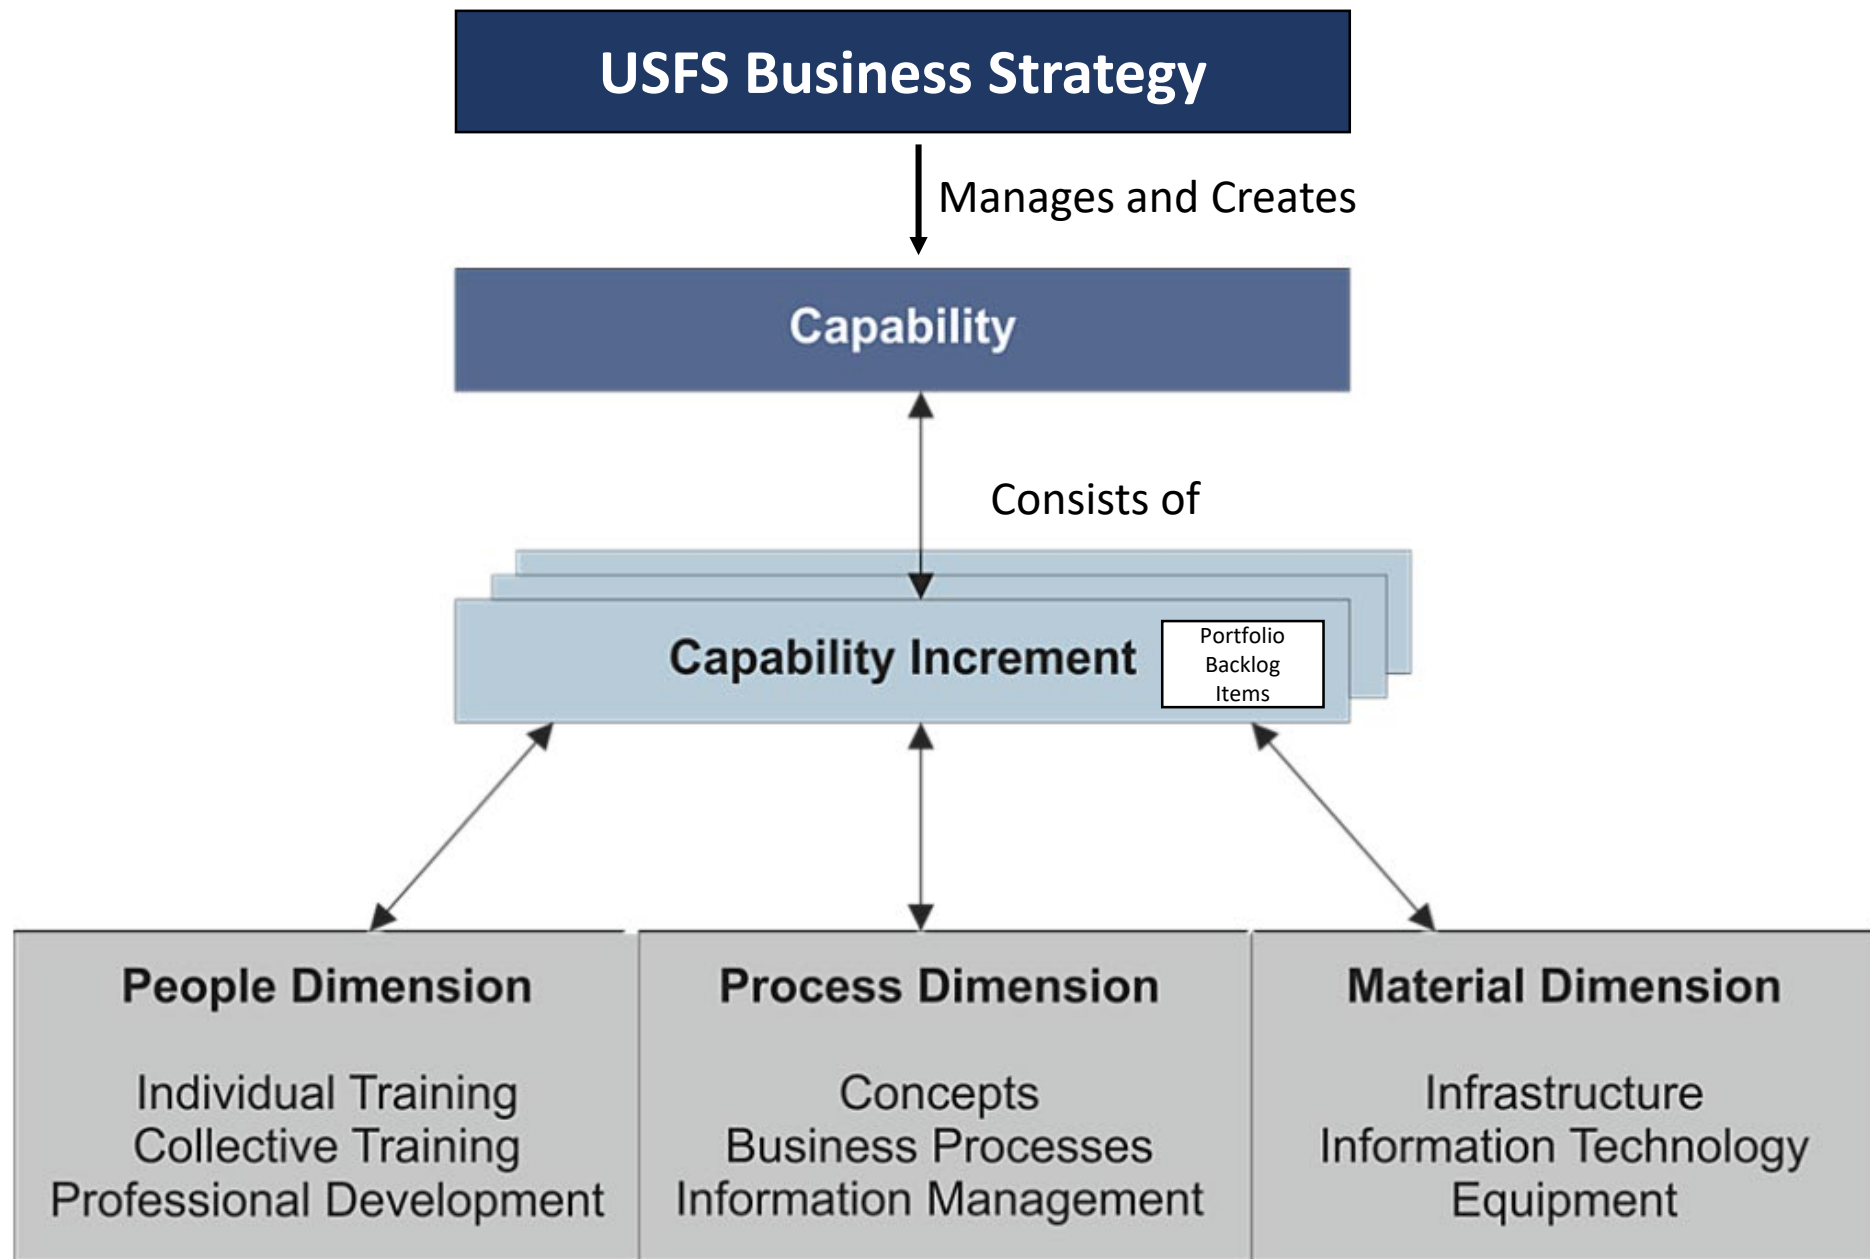 USFS Business Strategy
Manages and Creates
Capability
Consists of
Capability Increment
Portfolio
Backlog
Items
People Dimension
Individual Training
Collective Training
Professional Development
Process Dimension
Concepts
Business Processes
Information Management
Material Dimension
Infrastructure
Information Technology
Equipment